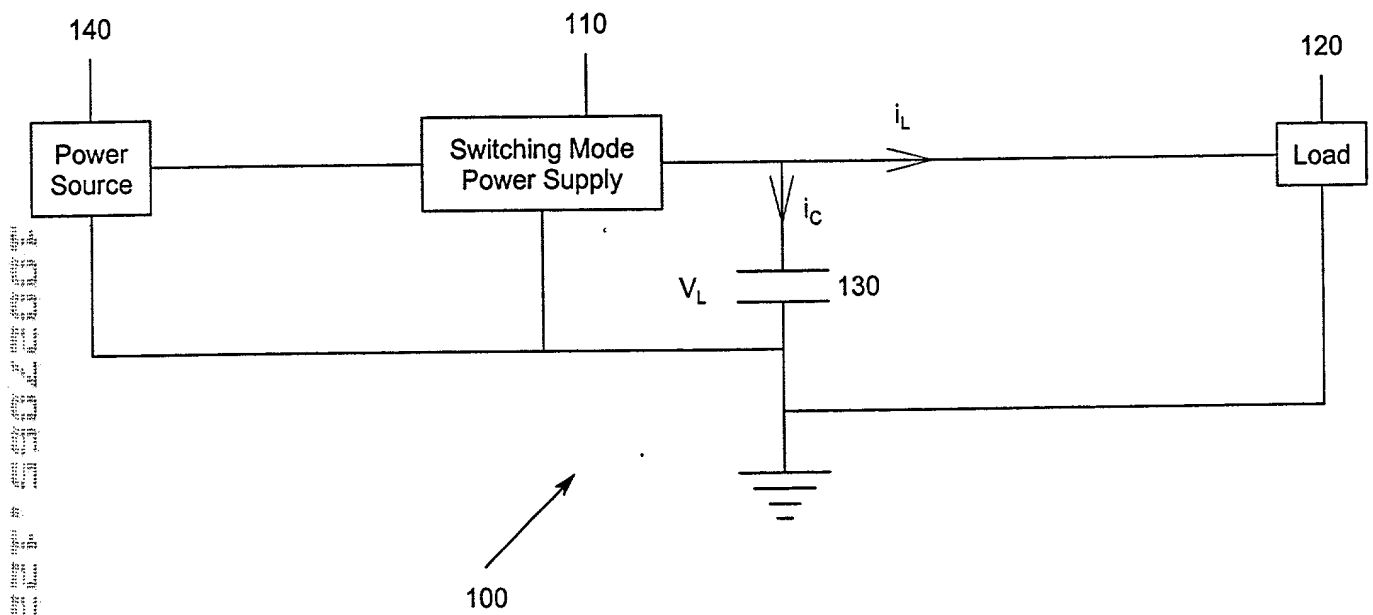 140
110
120
Power
Source
Switching Mode
Power Supply
i_L
Load
i_C
V_L
130
100